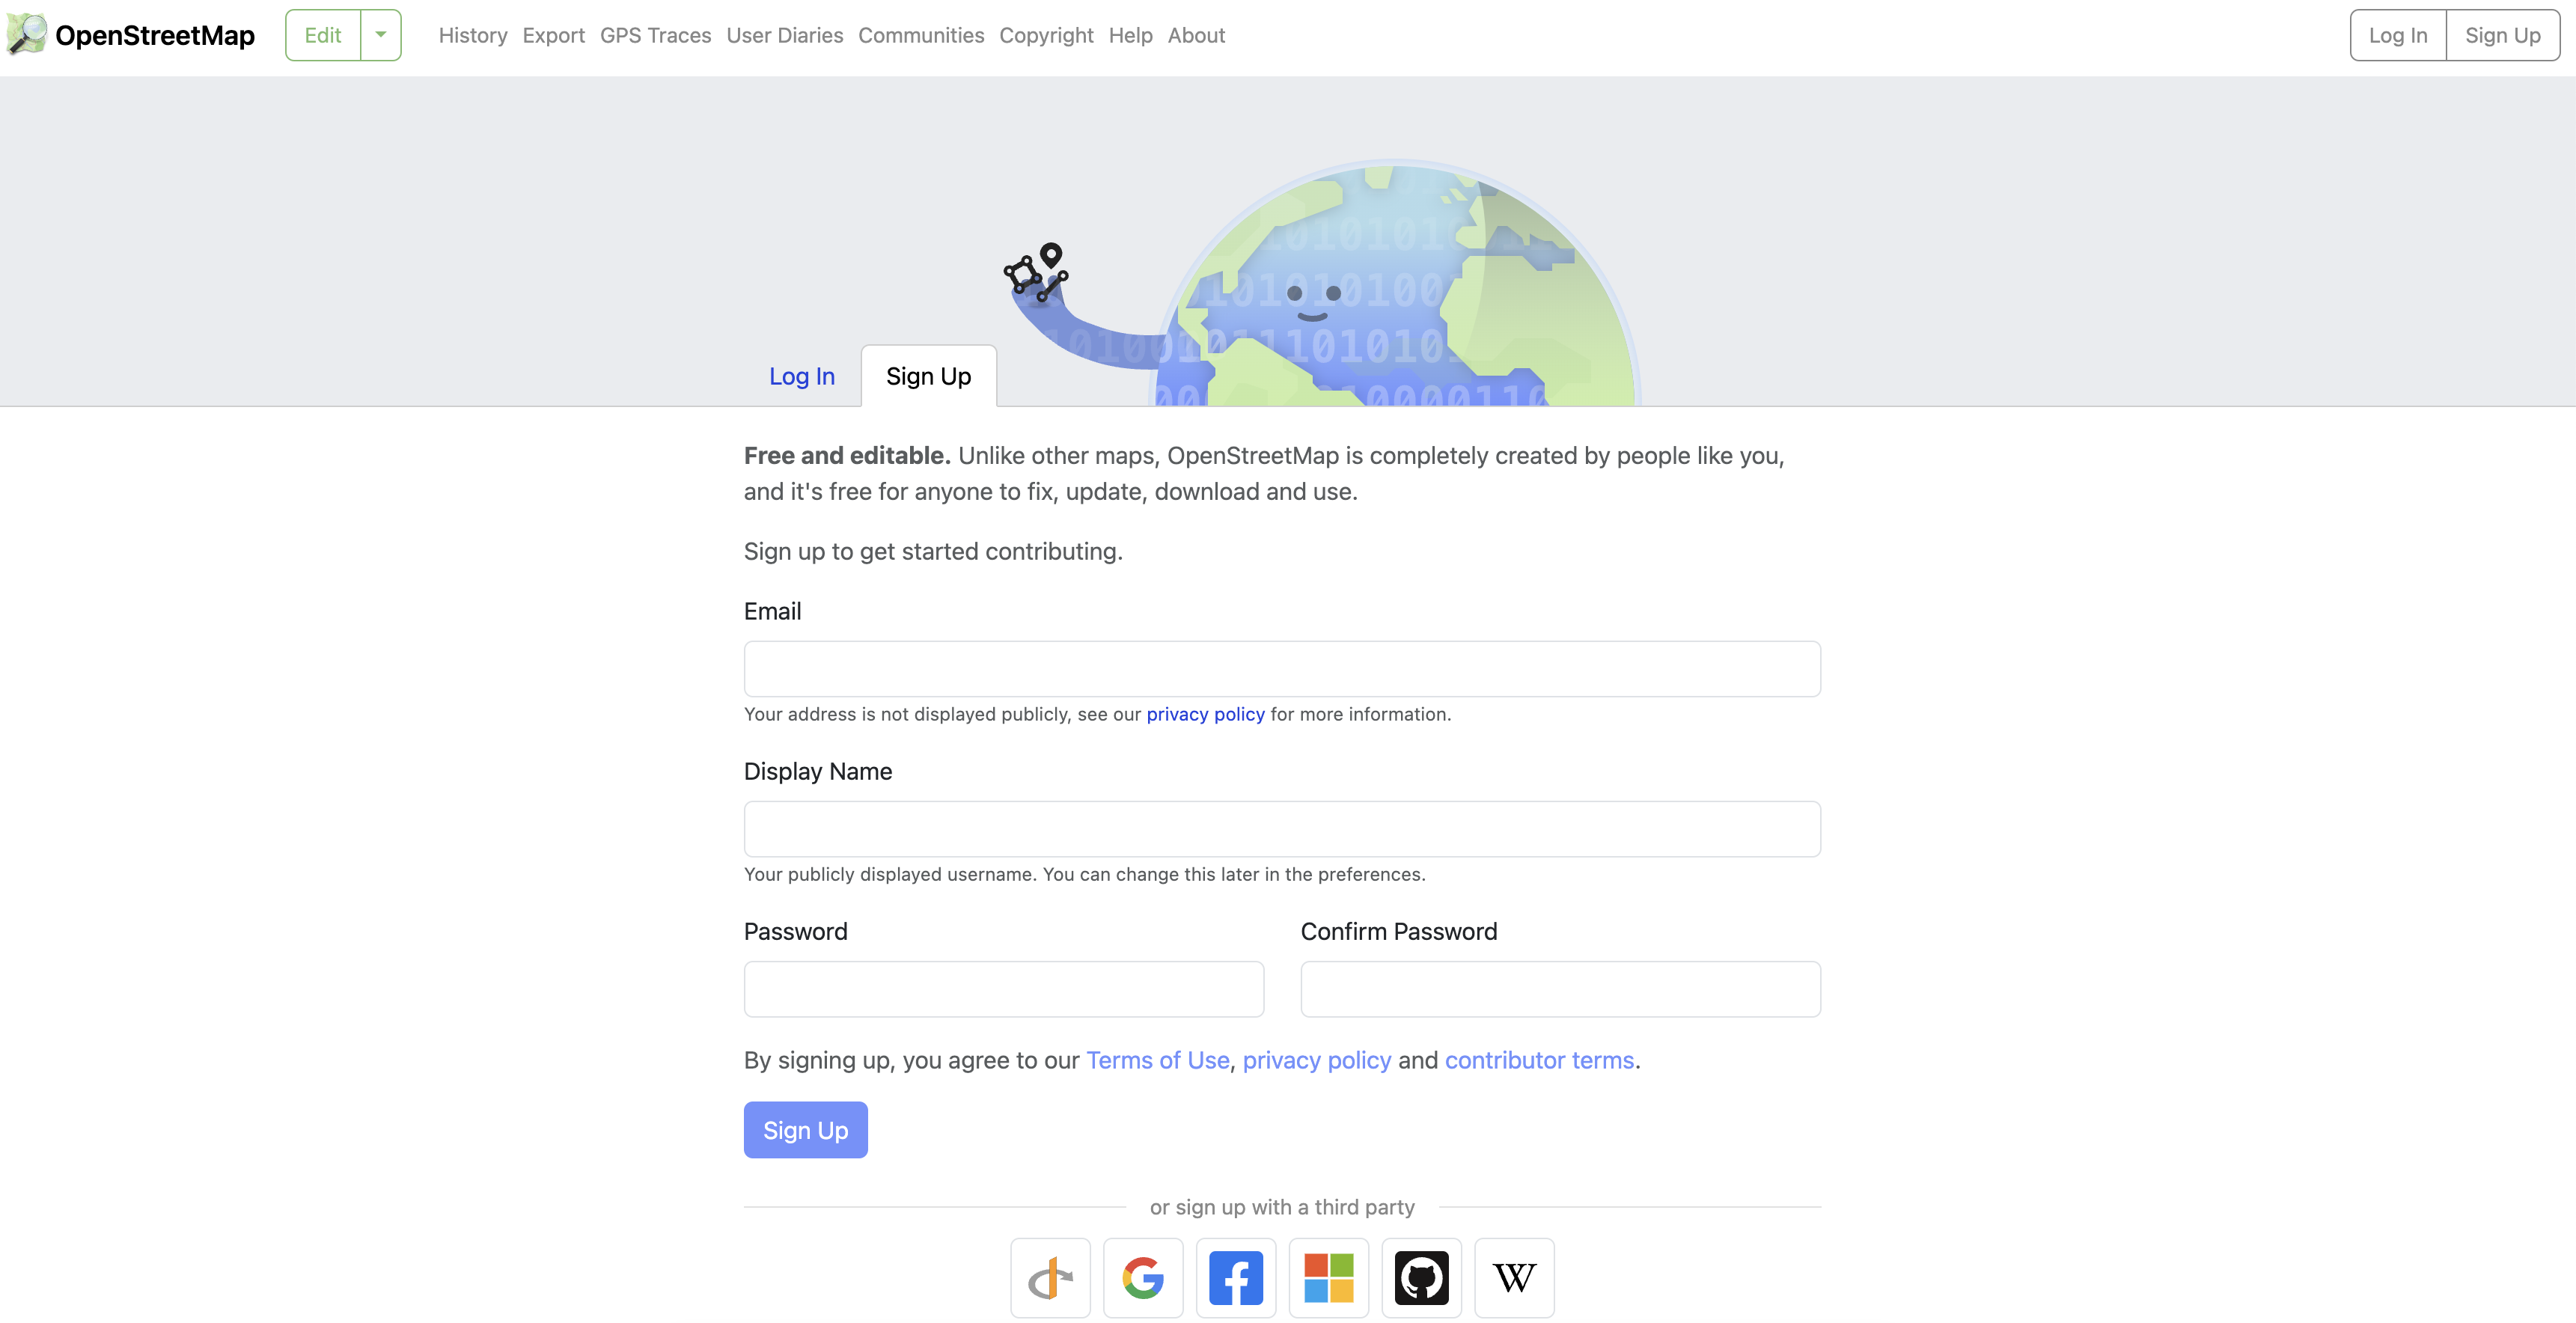 OpenStreetMap Edit History Export GPS Traces User Diaries Communities Copyright Help About Log In Sign Up
Log In Sign Up
Free and editable. Unlike other maps, OpenStreetMap is completely created by people like you,
and it's free for anyone to fix, update, download and use.
Sign up to get started contributing.
Email
Your address is not displayed publicly, see our privacy policy for more information.
Display Name
Your publicly displayed username. You can change this later in the preferences.
Password Confirm Password
By signing up, you agree to our Terms of Use, privacy policy and contributor terms.
Sign Up
or sign up with a third party